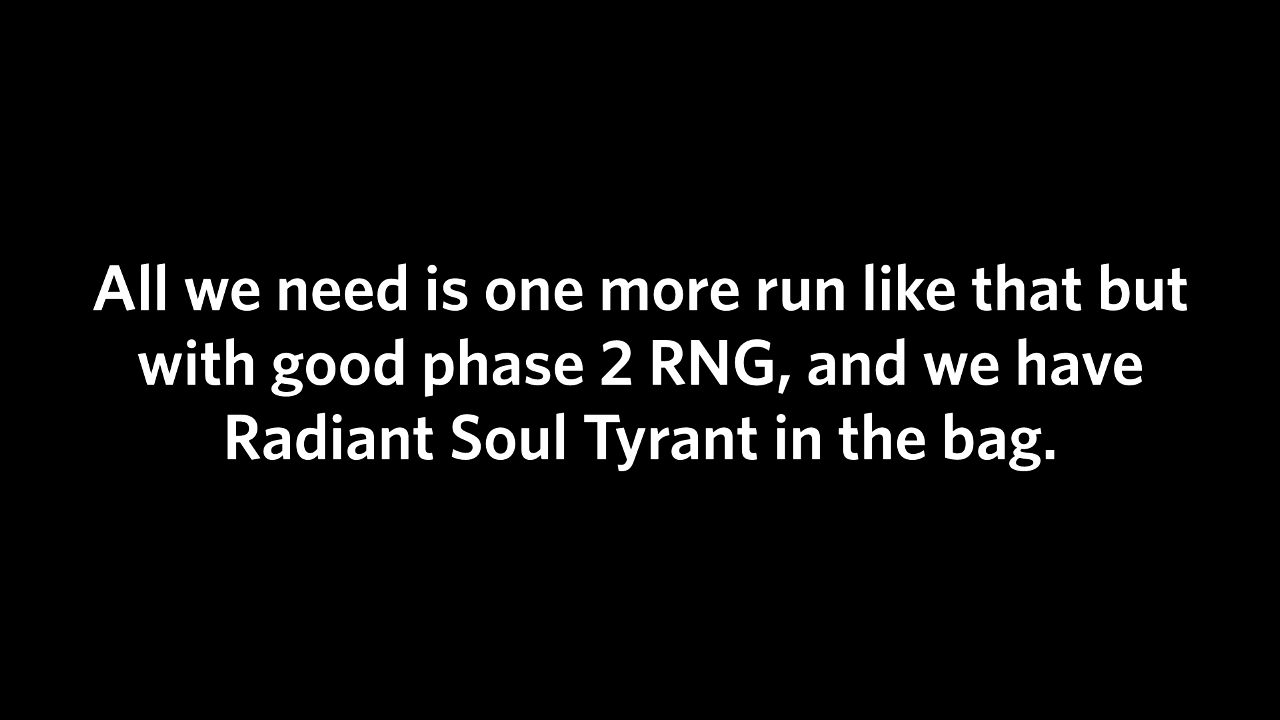 All we need is one more run like that but
with good phase 2 RNG, and we have
Radiant Soul Tyrant in the bag.